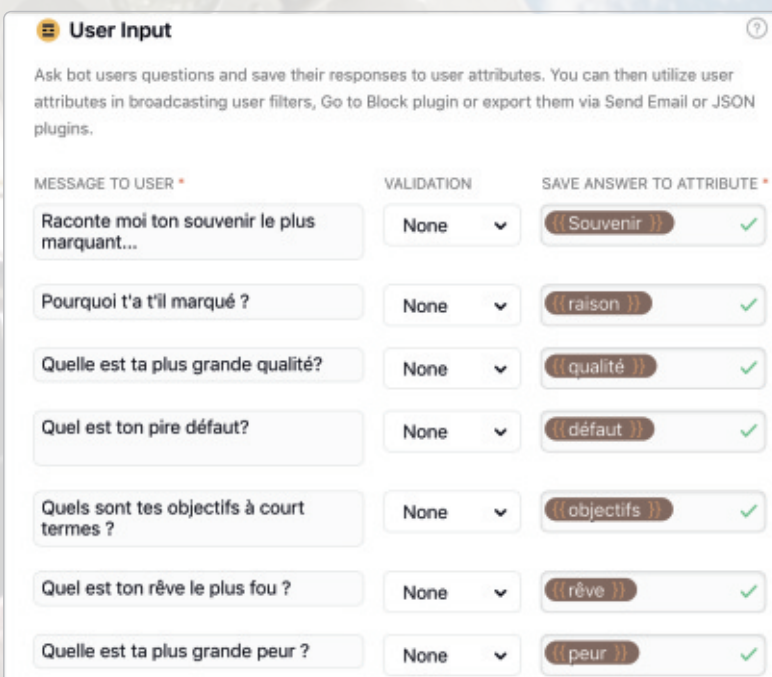 User Input
?
Ask bot users questions and save their responses to user attributes. You can then utilize user
attributes in broadcasting user filters, Go to Block plugin or export them via Send Email or JSON
plugins.
MESSAGE TO USER * VALIDATION SAVE ANSWER TO ATTRIBUTE *
Raconte moi ton souvenir le plus
marquant...
None
{{Souvenir }}
Pourquoi t'a t'il marqué ?
None
{{raison }}
Quelle est ta plus grande qualité?
None
{{qualité }}
Quel est ton pire défaut?
None
{{défaut }}
Quels sont tes objectifs à court
termes ?
None
{{objectifs }}
Quel est ton rêve le plus fou ?
None
{{rêve }}
Quelle est ta plus grande peur ?
None
{{peur }}